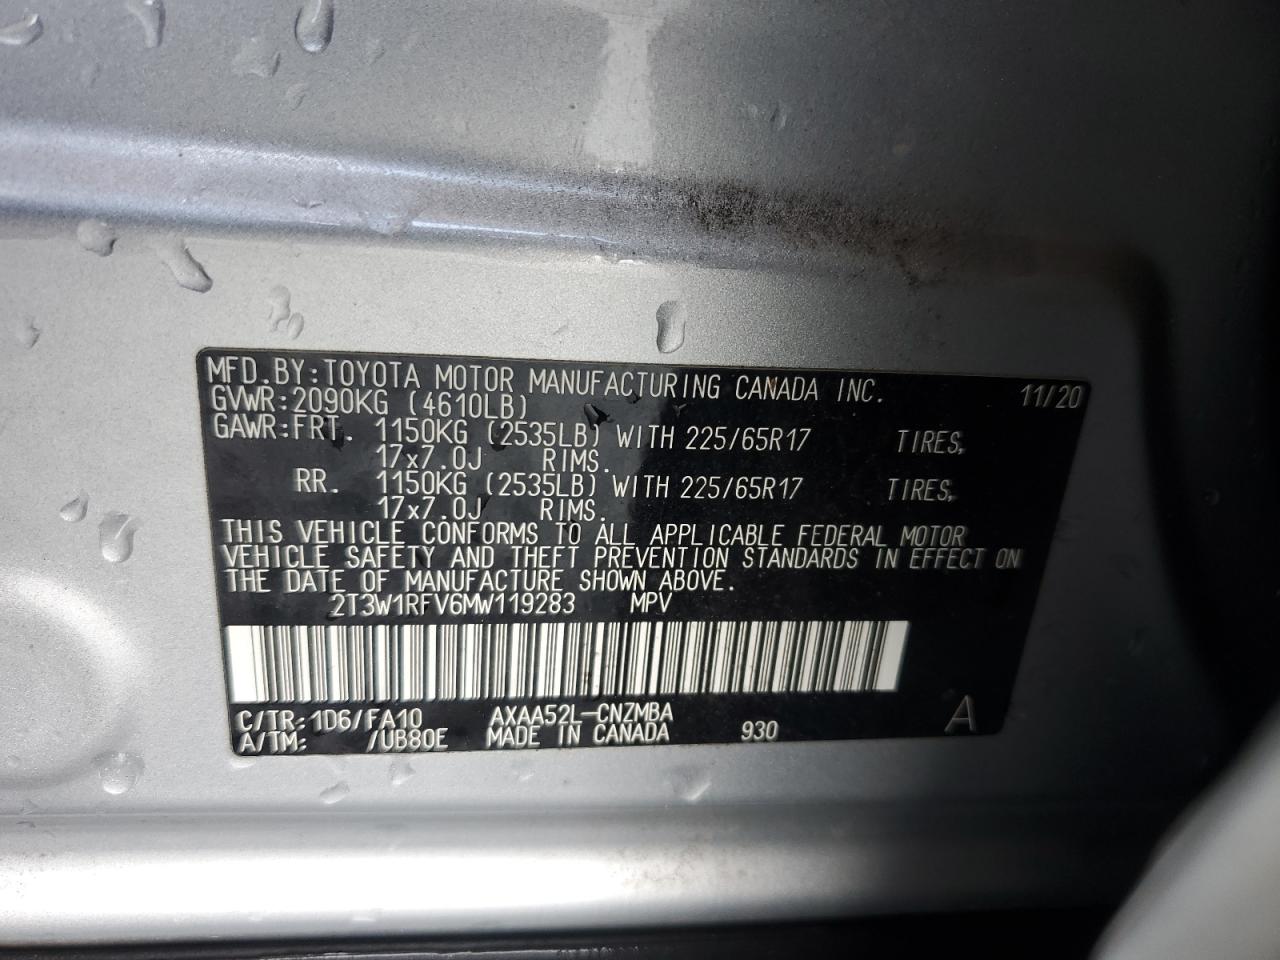 MFD.BY:TOYOTA MOTOR MANUFACTURING CANADA INC. 11/20
GVWR:2090KG (4610LB)
GAWR:FRT. 1150KG (2535LB) WITH 225/65R17 TIRES,
17x7.0J RIMS.
RR. 1150KG (2535LB) WITH 225/65R17 TIRES,
17x7.0J RIMS.
THIS VEHICLE CONFORMS TO ALL APPLICABLE FEDERAL MOTOR
VEHICLE SAFETY AND THEFT PREVENTION STANDARDS IN EFFECT ON
THE DATE OF MANUFACTURE SHOWN ABOVE.
2T3W1RFV6MW119283 MPV
C/TR:1D6/FA10 AXAA52L-CNZMBA A
A/TM: /UB80E MADE IN CANADA 930